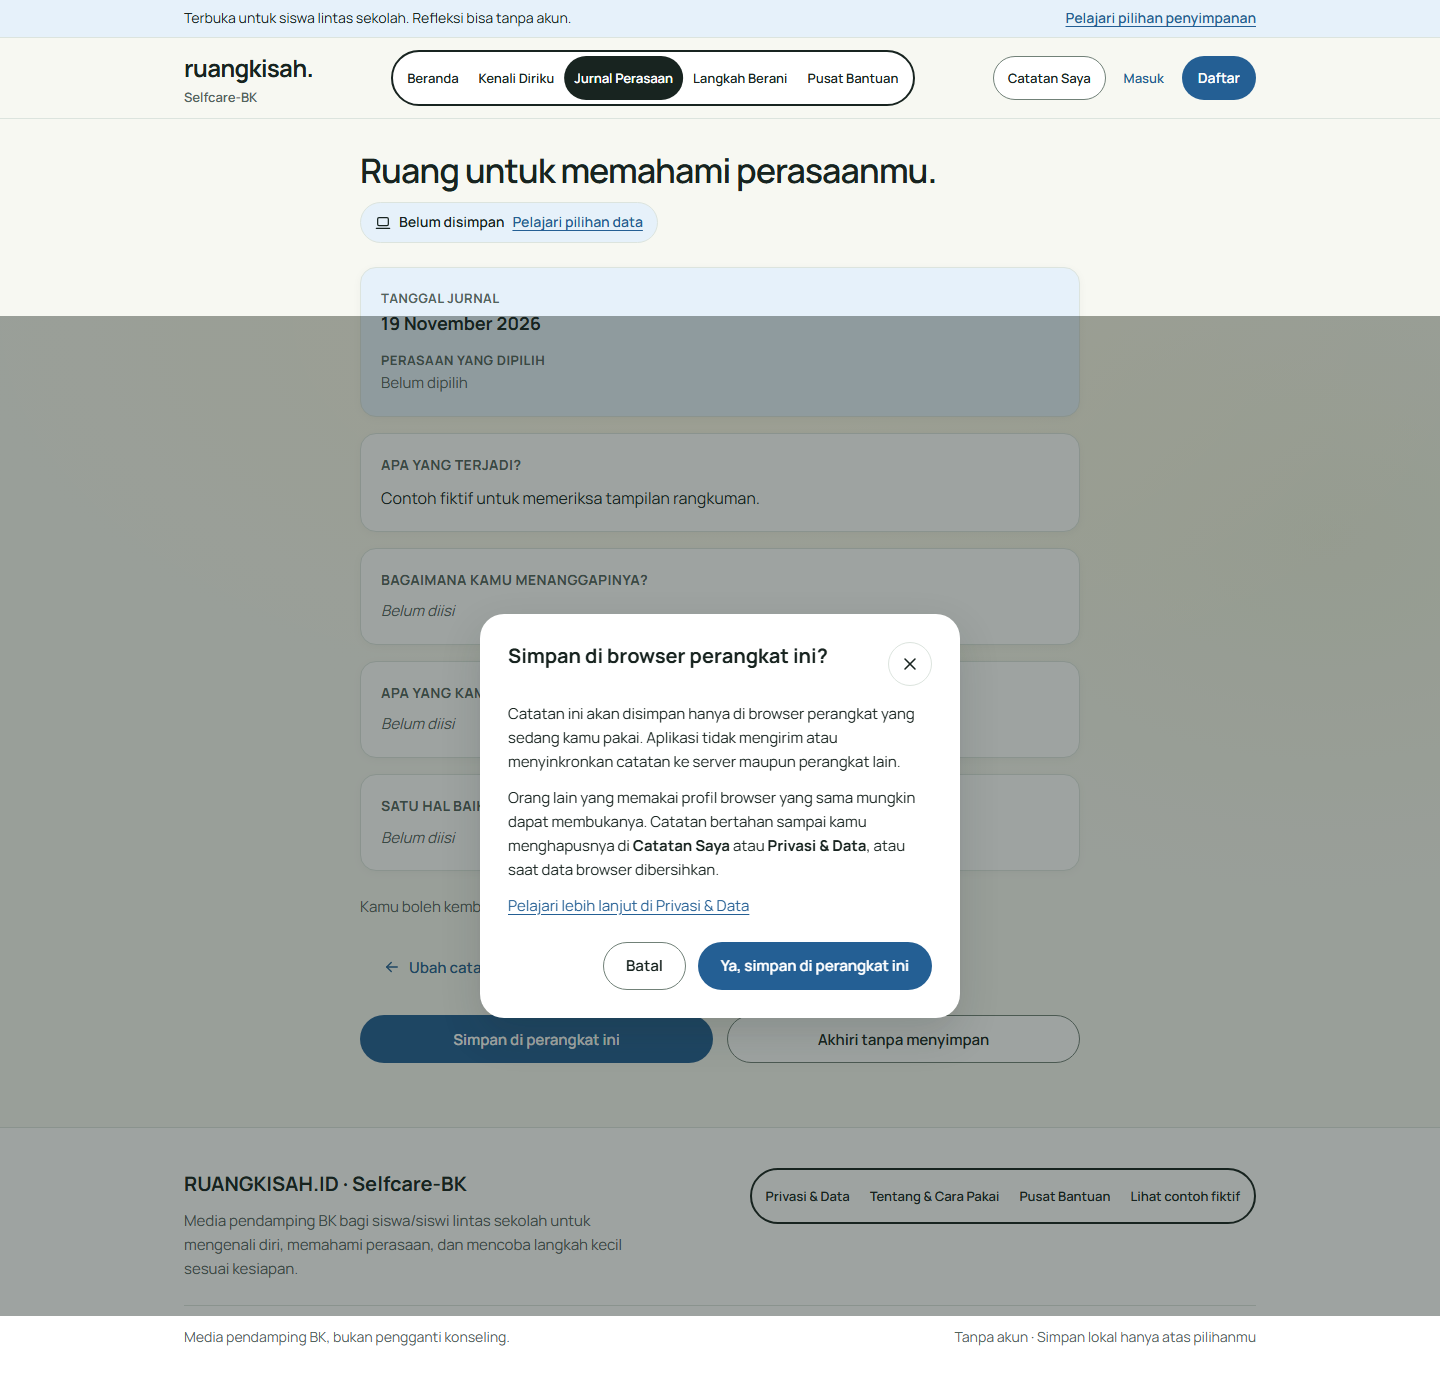 Terbuka untuk siswa lintas sekolah. Refleksi bisa tanpa akun.
Pelajari pilihan penyimpanan
ruangkisah.
Selfcare-BK
Beranda
Kenali Diriku
Jurnal Perasaan
Langkah Berani
Pusat Bantuan
Catatan Saya
Masuk
Daftar
Ruang untuk memahami perasaanmu.
Belum disimpan Pelajari pilihan data
TANGGAL JURNAL
19 November 2026
PERASAAN YANG DIPILIH
Belum dipilih
APA YANG TERJADI?
Contoh fiktif untuk memeriksa tampilan rangkuman.
BAGAIMANA KAMU MENANGGAPINYA?
Belum diisi
APA YANG
Belum diisi
SATU HAL
Belum diisi
Kamu boleh
Ubah
Simpan di browser perangkat ini?
Catatan ini akan disimpan hanya di browser perangkat yang
sedang kamu pakai. Aplikasi tidak mengirim atau
menyinkronkan catatan ke server maupun perangkat lain.
Orang lain yang memakai profil browser yang sama mungkin
dapat membukanya. Catatan bertahan sampai kamu
menghapusnya di Catatan Saya atau Privasi & Data, atau
saat data browser dibersihkan.
Pelajari lebih lanjut di Privasi & Data
Batal
Ya, simpan di perangkat ini
Simpan di perangkat ini
Akhiri tanpa menyimpan
RUANGKISAH.ID · Selfcare-BK
Media pendamping BK bagi siswa/siswi lintas sekolah untuk
mengenali diri, memahami perasaan, dan mencoba langkah kecil
sesuai kesiapan.
Privasi & Data
Tentang & Cara Pakai
Pusat Bantuan
Lihat contoh fiktif
Media pendamping BK, bukan pengganti konseling.
Tanpa akun · Simpan lokal hanya atas pilihanmu